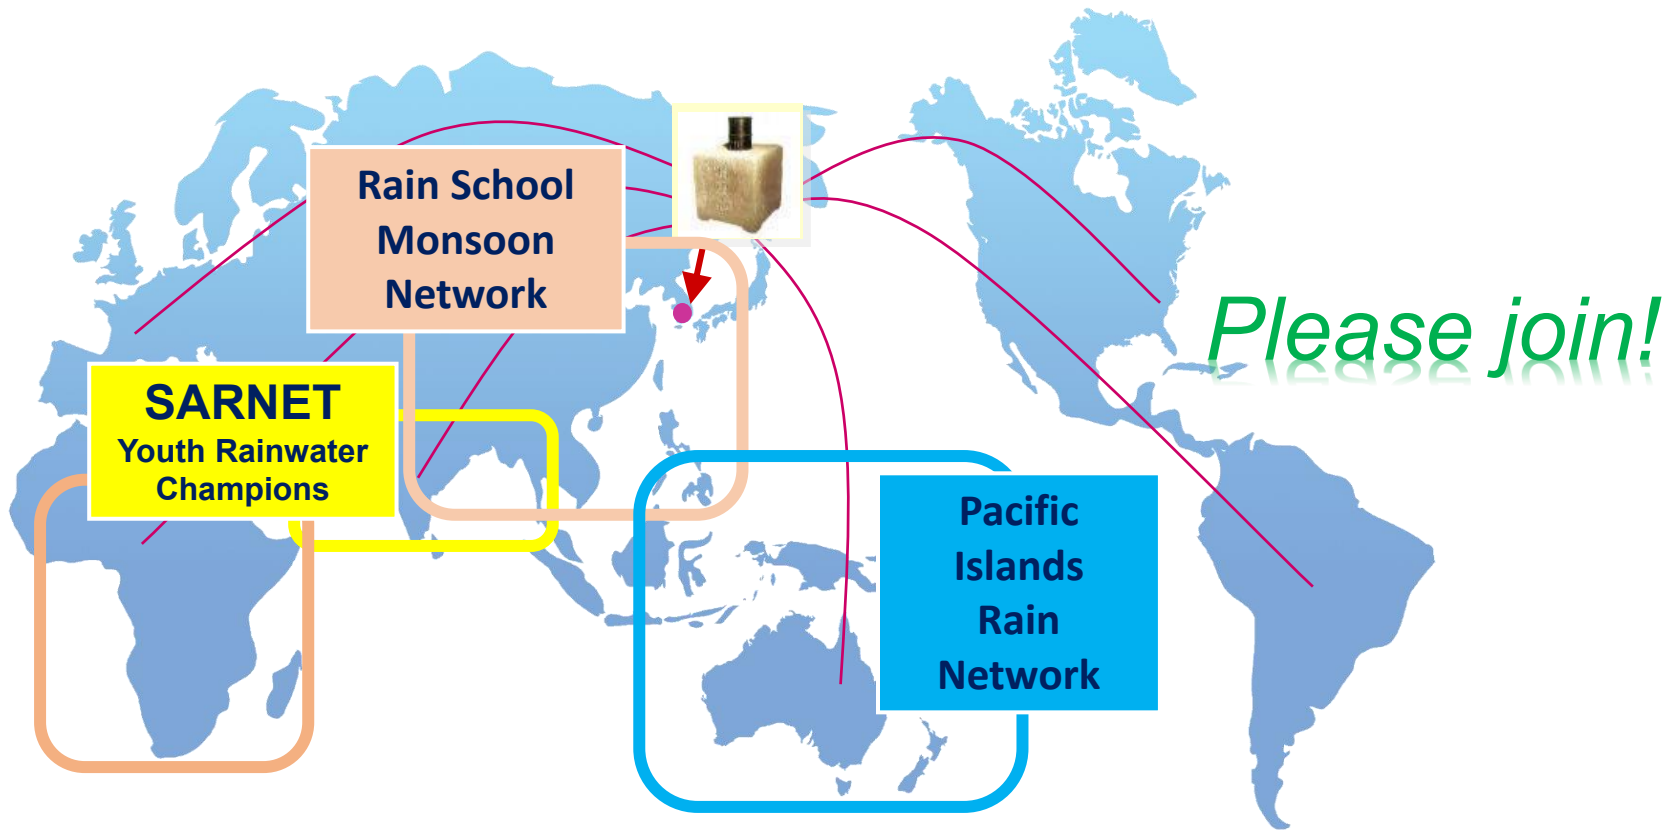 Rain School
Monsoon
Network
Please join!
SARNET
Youth Rainwater
Champions
Pacific
Islands
Rain
Network